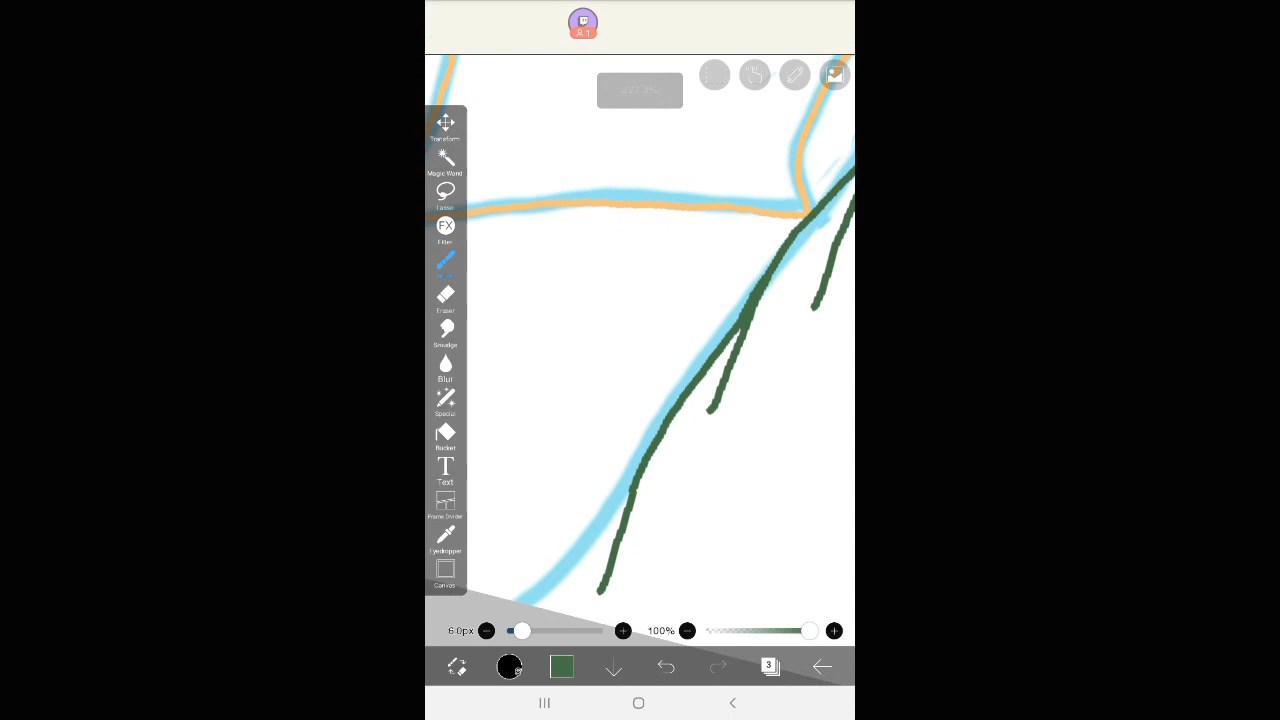 1
Transform
Magic Wand
Lasso
FX
Filter
Eraser
Smudge
Blur
Special
Bucket
T
Text
Frame Divider
Eyedropper
Canvas
6.0px
100%
3